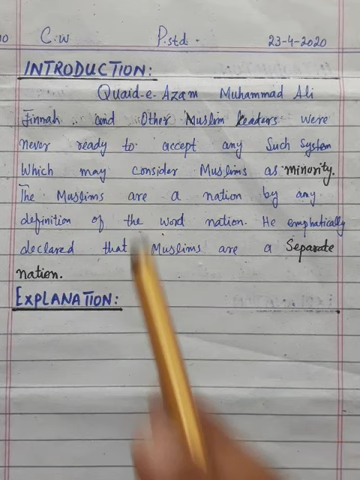 C.W P.std. 23-4-2020
INTRODUCTION:
Quaid-e-Azam Muhammad Ali
Jinnah and Other Muslim leaders were
never ready to accept any Such System
Which may consider Muslims as minority.
The Muslims are a nation by any
definition of the word nation. He emphatically
declared that Muslims are a Separate
nation.
EXPLANATION: